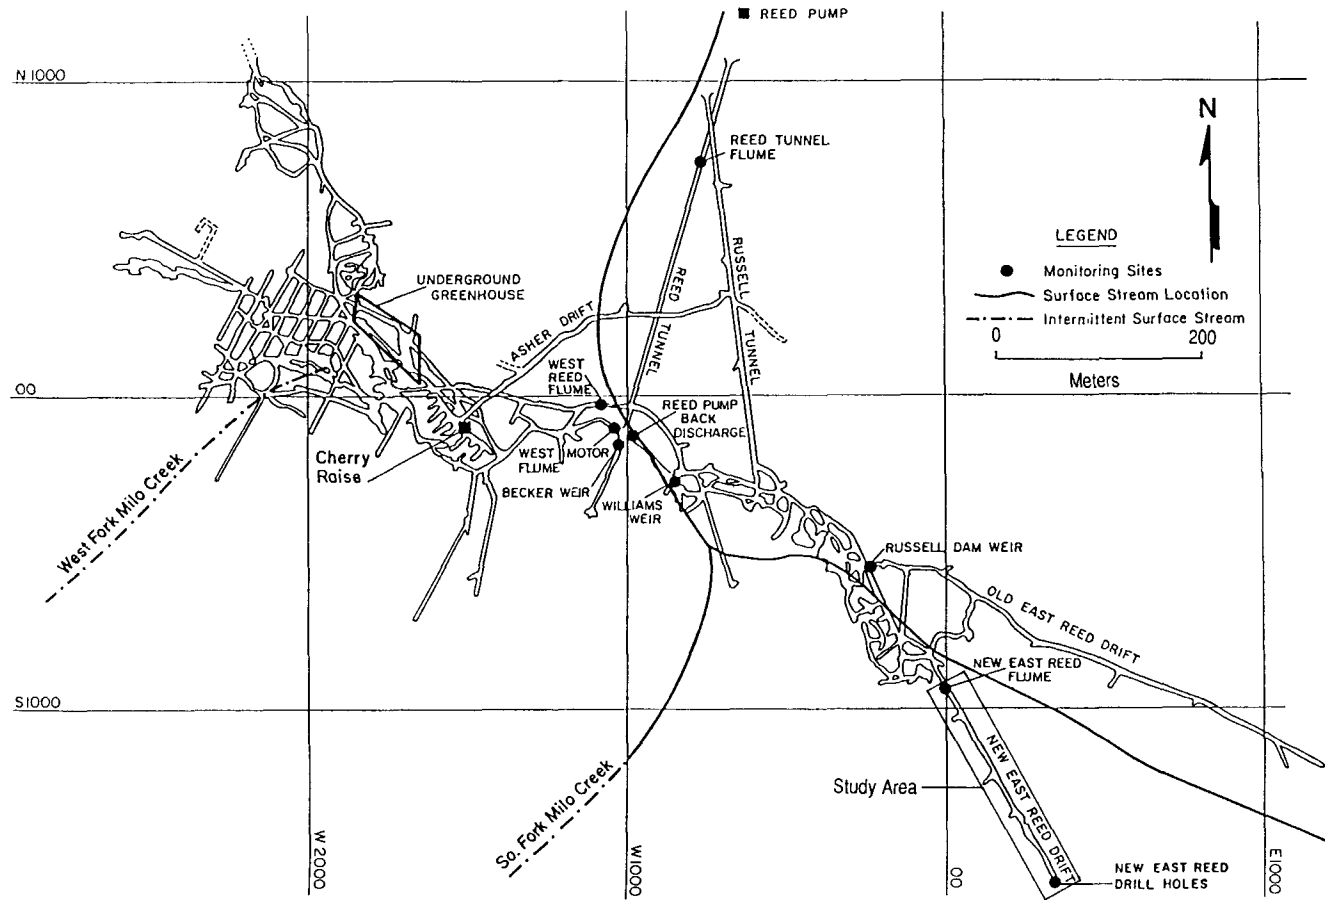 REED PUMP
N 1000
N
REED TUNNEL
FLUME
LEGEND
Monitoring Sites
Surface Stream Location
Intermittent Surface Stream
0 200
Meters
UNDERGROUND
GREENHOUSE
ASHER DRIFT
REED
TUNNEL
RUSSELL
TUNNEL
WEST
REED
FLUME
00
REED PUMP
BACK
DISCHARGE
Cherry
Raise
WEST
FLUME
MOTOR
BECKER WEIR
WILLIAMS
WEIR
West Fork Milo Creek
RUSSELL DAM WEIR
OLD EAST REED DRIFT
NEW EAST REED
FLUME
S1000
NEW EAST REED DRIFT
Study Area
So. Fork Milo Creek
W 2000
W 1000
00
E 1000
NEW EAST REED
DRILL HOLES